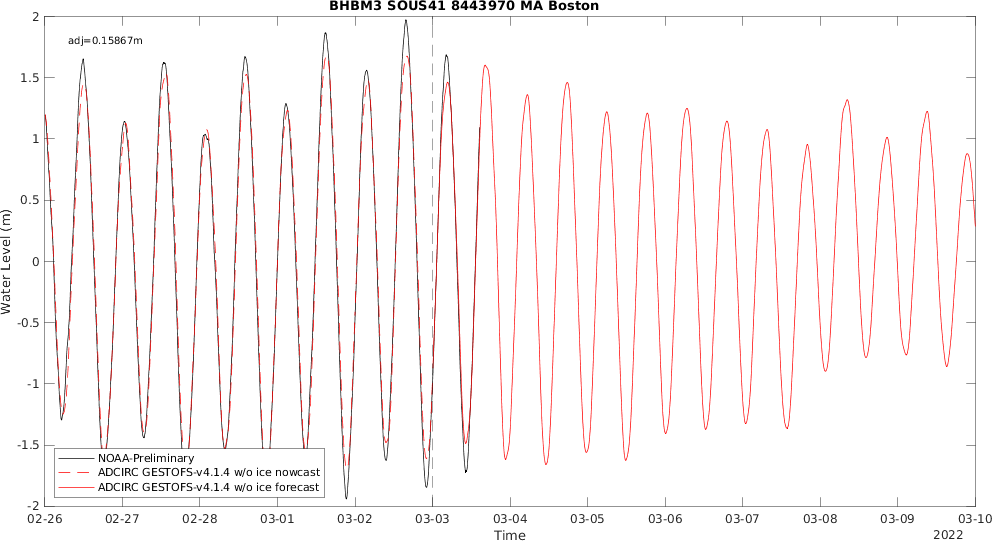 BHBM3 SOUS41 8443970 MA Boston
adj=0.15867m
2
1.5
1
0.5
0
-0.5
-1
-1.5
-2
Water Level (m)
NOAA-Preliminary
ADCIRC GESTOFS-v4.1.4 w/o ice nowcast
ADCIRC GESTOFS-v4.1.4 w/o ice forecast
02-26 02-27 02-28 03-01 03-02 03-03 03-04 03-05 03-06 03-07 03-08 03-09 03-10
Time
2022